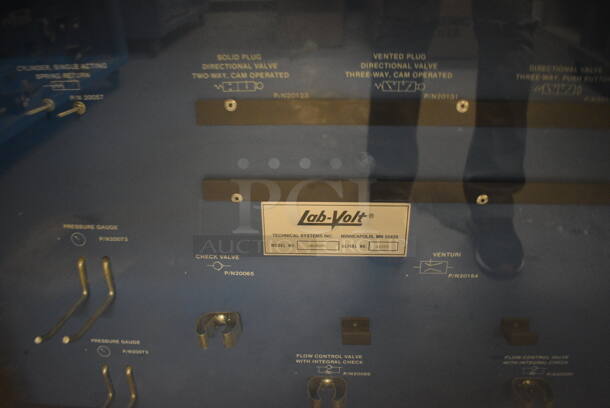 CYLINDER, SINGLE ACTING
SPRING RETURN
P/N 20057
SOLID PLUG
DIRECTIONAL VALVE
TWO-WAY, CAM OPERATED
P/N20123
VENTED PLUG
DIRECTIONAL VALVE
THREE-WAY, CAM OPERATED
P/N20131
DIRECTIONAL VALVE
THREE-WAY, PUSH
PCI
AUCTION
Lab-Volt®
TECHNICAL SYSTEMS INC. MINNEAPOLIS, MN
MODEL NO. SERIAL NO.
PRESSURE GAUGE
P/N20073
CHECK VALVE
P/N20065
VENTURI
P/N20184
PRESSURE GAUGE
P/N20073
FLOW CONTROL VALVE
WITH INTEGRAL CHECK
FLOW CONTROL VALVE
WITH INTEGRAL CHECK